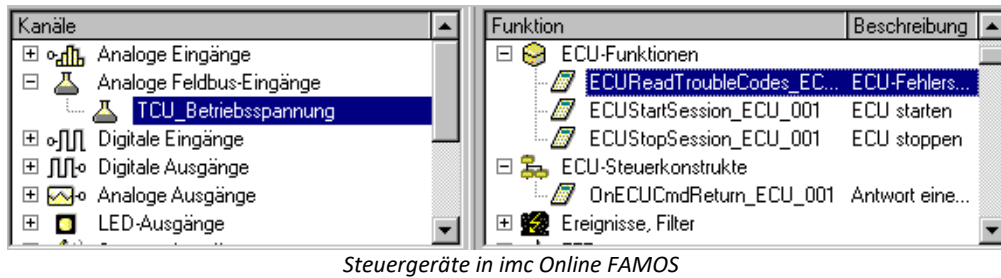 Kanäle
Analoge Eingänge
Analoge Feldbus-Eingänge
TCU_Betriebsspannung
Digitale Eingänge
Digitale Ausgänge
Analoge Ausgänge
LED-Ausgänge
Funktion Beschreibung
ECU-Funktionen
ECUReadTroubleCodes_EC... ECU-Fehlers...
ECUStartSession_ECU_001 ECU starten
ECUStopSession_ECU_001 ECU stoppen
ECU-Steuerkonstrukte
OnECUCmdReturn_ECU_001 Antwort eine...
Ereignisse, Filter
Steuergeräte in imc Online FAMOS